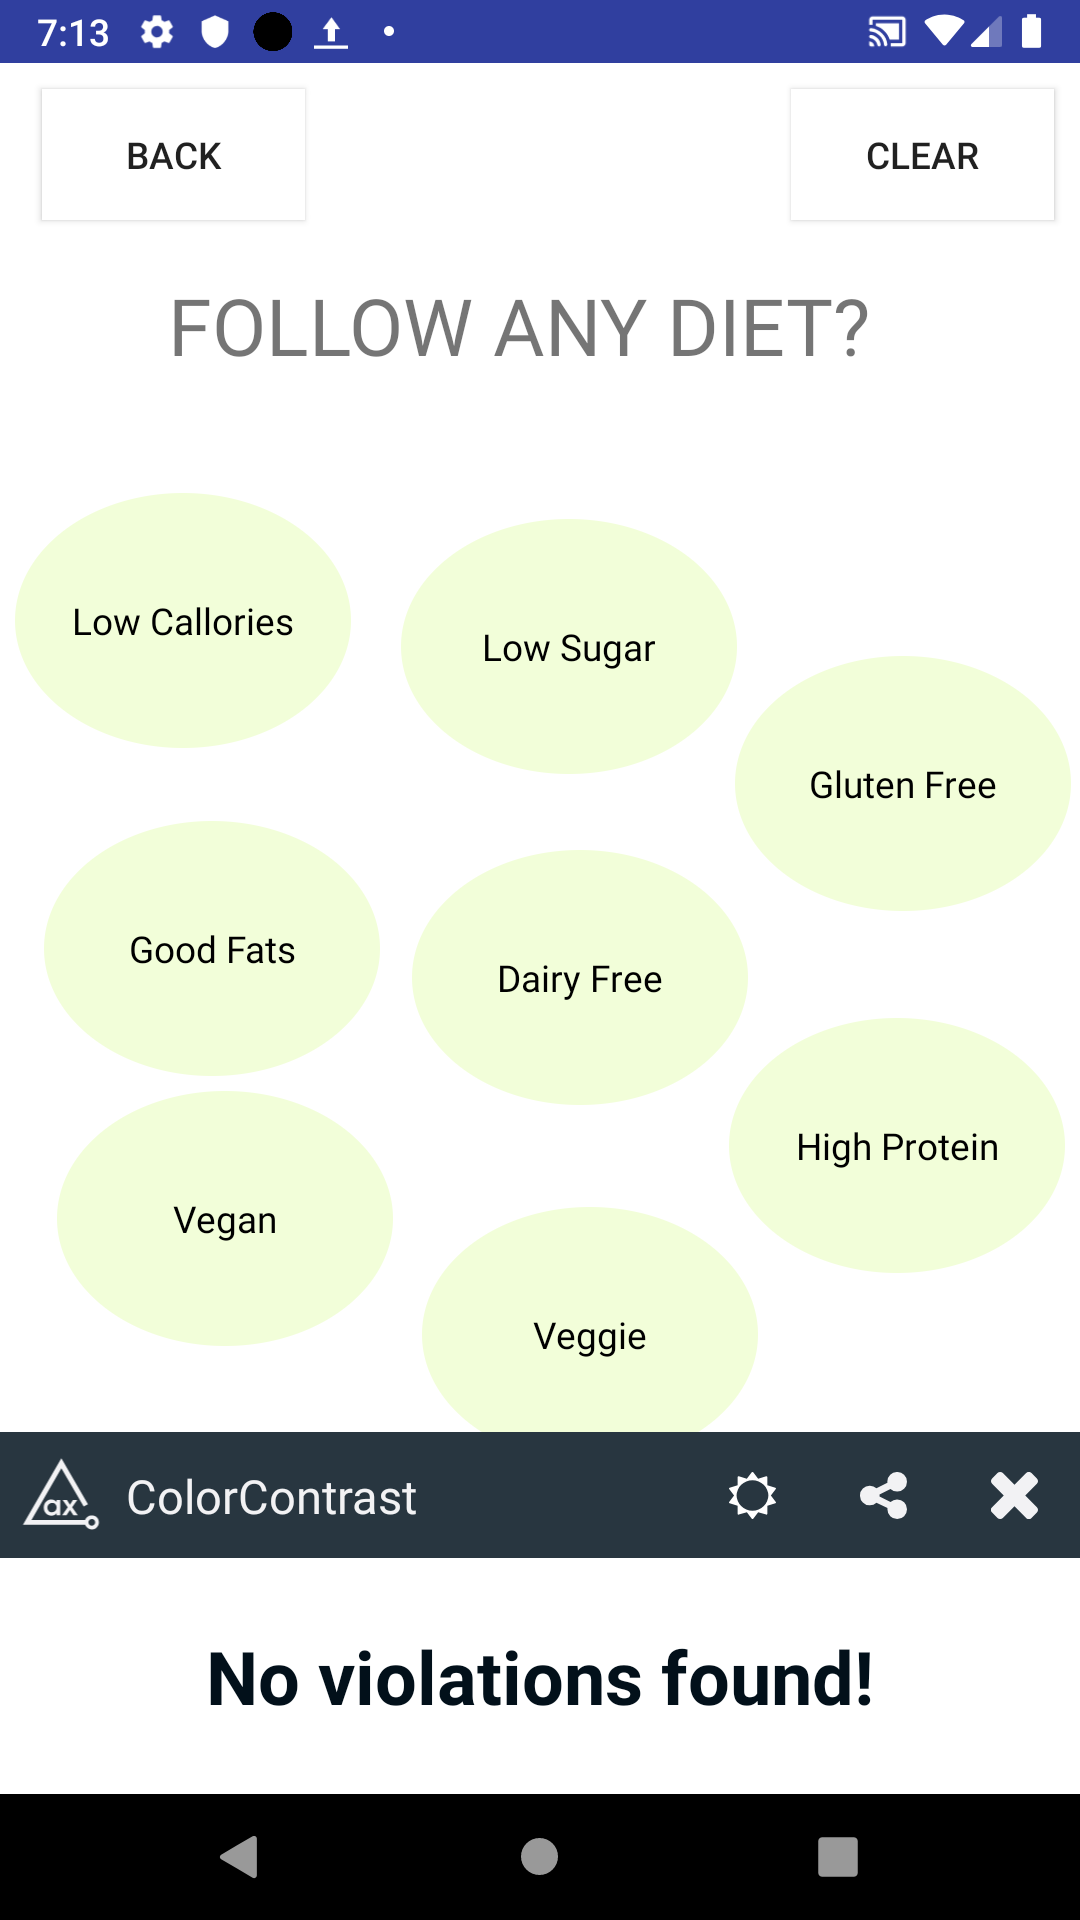 7:13
BACK
CLEAR
FOLLOW ANY DIET?
Low Callories
Low Sugar
Gluten Free
Good Fats
Dairy Free
High Protein
Vegan
Veggie
ax
ColorContrast
No violations found!